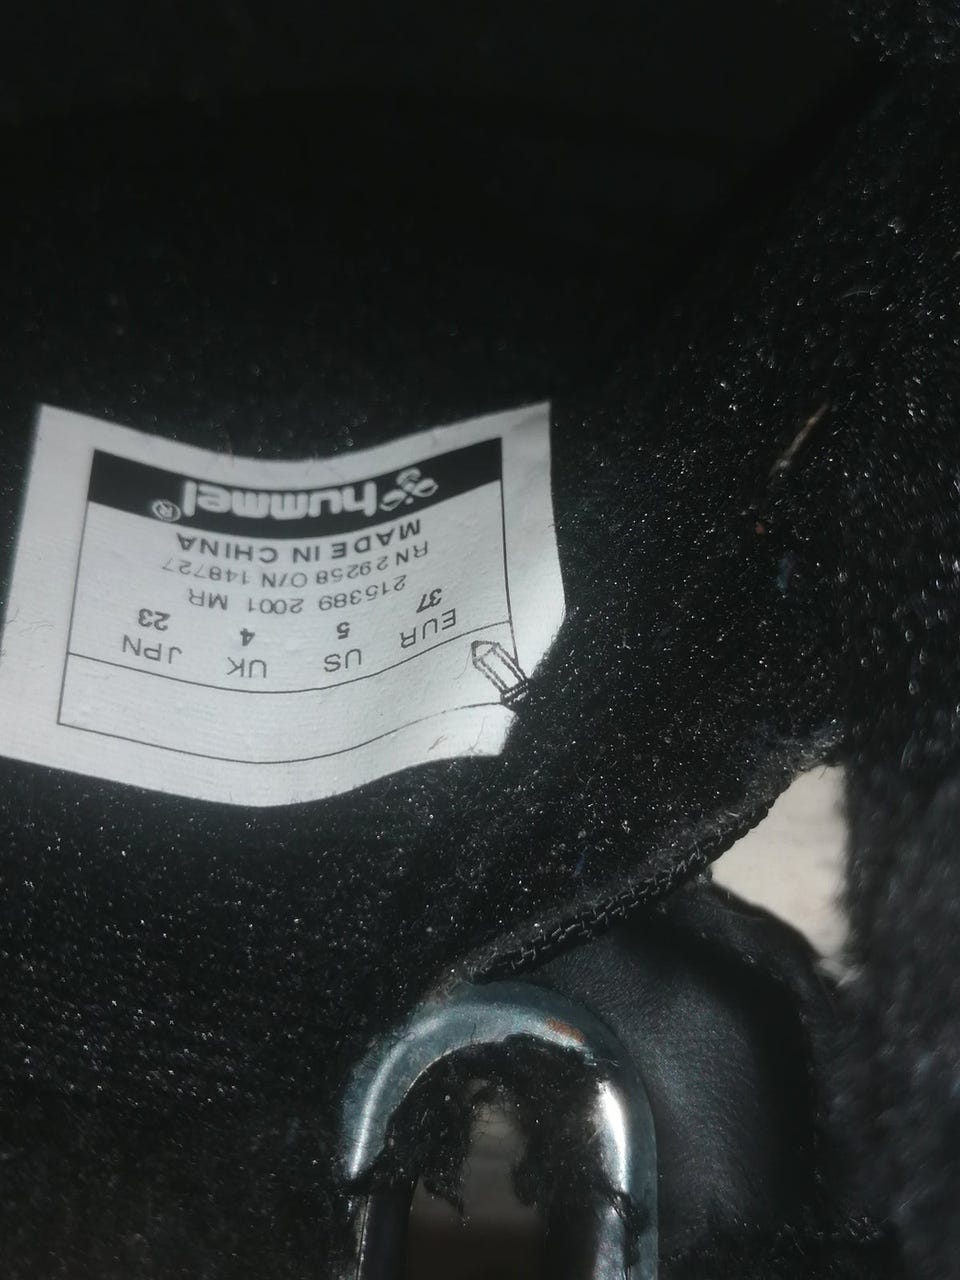 hummel®
MADE IN CHINA
RN 29258 O/N 148727
215389 2001 MR
37 5 4 23
EUR US UK JPN